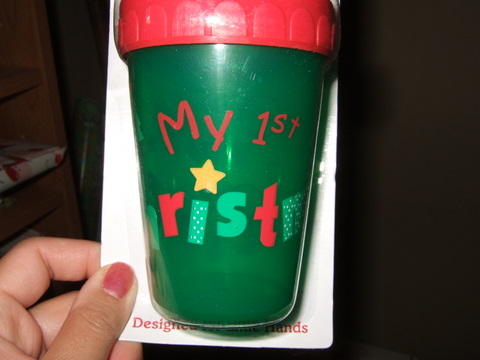 My 1st
rist
Designed Hands